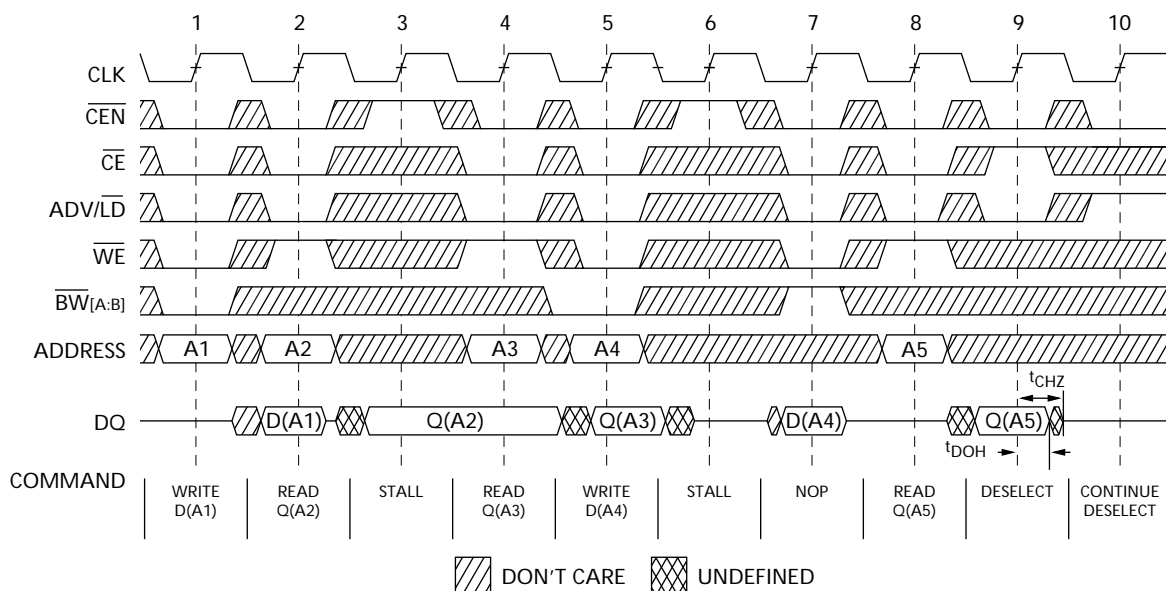 1 2 3 4 5 6 7 8 9 10
CLK
CEN
CE
ADV/LD
WE
BW[A:B]
ADDRESS A1 A2 A3 A4 A5
tCHZ
DQ D(A1) Q(A2) Q(A3) D(A4) Q(A5)
tDOH
COMMAND
WRITE READ STALL READ WRITE STALL NOP READ DESELECT CONTINUE
D(A1) Q(A2) Q(A3) D(A4) Q(A5) DESELECT
DON'T CARE UNDEFINED